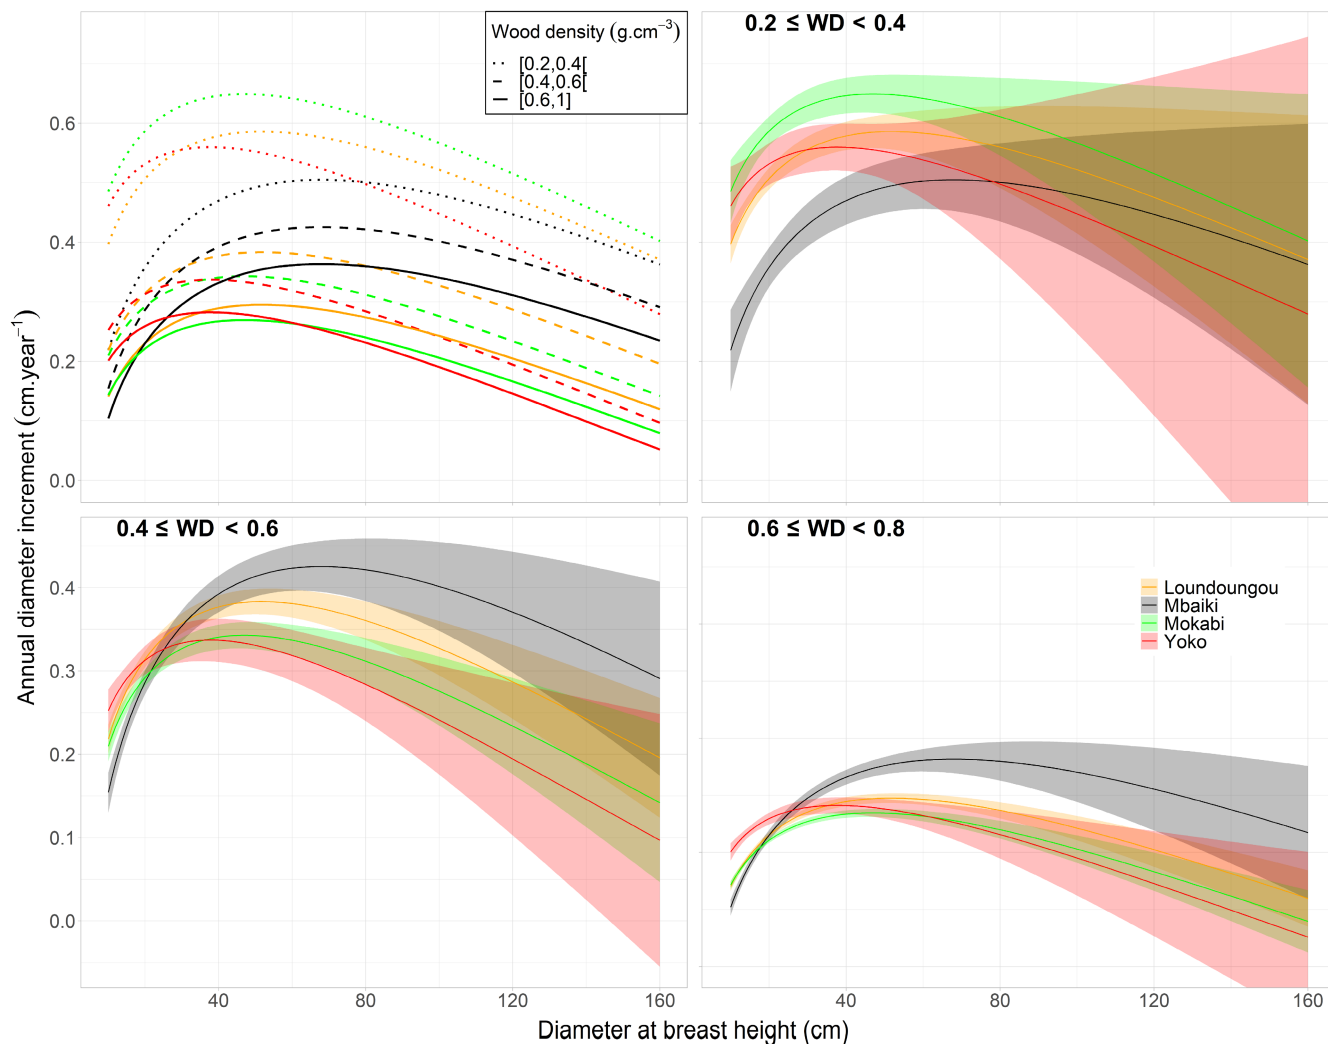 Wood density (g.cm⁻³)
[0.2,0.4[
[0.4,0.6[
[0.6,1]
0.2 ≤ WD < 0.4
0.6
0.4
0.2
0.0
Annual diameter increment (cm.year⁻¹)
0.4 ≤ WD < 0.6
0.6 ≤ WD < 0.8
0.4
0.3
0.2
0.1
0.0
Loundoungou
Mbaiki
Mokabi
Yoko
40 80 120 160
40 80 120 160
Diameter at breast height (cm)